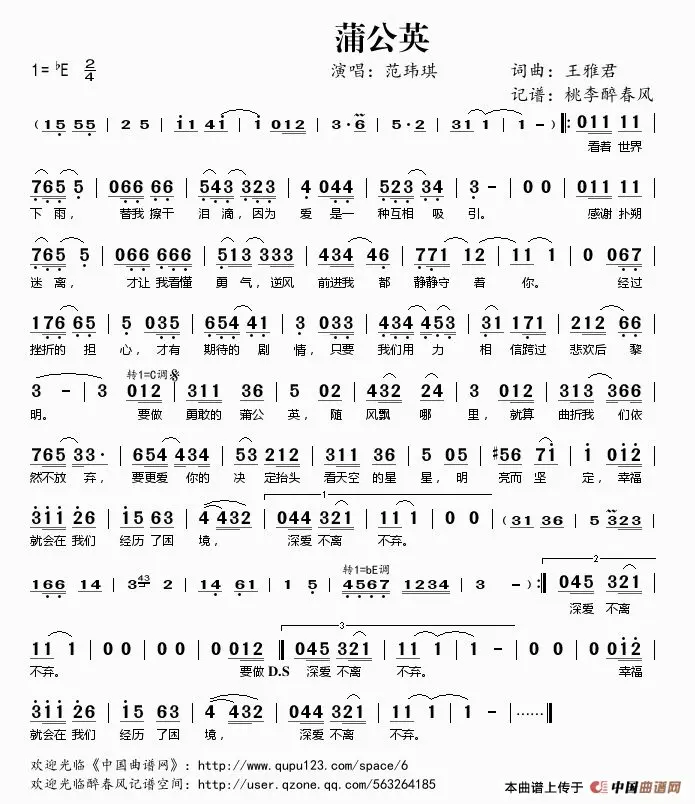 蒲公英
1=♭E 2/4
演唱：范玮琪 词曲：王雅君
记谱：桃李醉春风
( 15 55 | 25 | i1 41 | 1 012 | 3·6 | 5·2 | 31 1 | 1 - ) ‖: 011 11 |
看着 世界
765 5 | 066 66 | 543 323 | 4 044 | 523 34 | 3 - | 0 0 | 011 11 |
下雨， 替我 擦干 泪滴，因为 爱 是一 种互相 吸 引。 感谢 扑朔
765 5 | 066 666 | 513 333 | 434 46 | 771 12 | 11 1 | 0 067 |
迷 离， 才让 我看懂 勇 气，逆风 前进我 都 静静守 着 你。 经过
176 65 | 5 035 | 654 41 | 3 033 | 434 453 | 31 171 | 212 66 |
挫折的 担 心，才有 期待的 剧 情，只要 我们用 力 相 信跨过 悲欢后 黎
转1=C调 𝄋
3 - | 3 012 | 311 36 | 5 02 | 432 24 | 3 313 366 |
明。 要做 勇敢的 蒲公 英，随 风飘 哪 里，就算 曲折我 们依
765 33· | 654 434 | 53 212 | 311 36 | 5 05 | #56 71 | i 0i2 |
然不放 弃，要更爱 你的 决 定抬头 看天空 的星 星，明 亮而 坚 定，幸福
1
3ii 26 | i5 63 | 4 432 | 044 321 | 11 1 | 0 0 | (31 36 | 5 323 |
就会在 我们 经历 了困 境， 深爱 不离 不弃。
转1=bE调 2
166 14 | 3 43 2 | 14 61 | 1 5 | 4567 1234 | 3 - ) :‖ 045 321 |
深爱 不离
3
11 1 | 0 0 | 0 0 | 0 012 ‖ 045 321 | 11 1 | 1 - | 0 0 | 0 0i2 |
不弃。 要做 D.S 深爱 不离 不弃。 幸福
3ii 26 | i5 63 | 4 432 | 044 321 | 11 1 | 1 - |······‖
就会在 我们 经历 了困 境， 深爱 不离 不弃。
欢迎光临《中国曲谱网》：http://www.qupu123.com/space/6
欢迎光临醉春风记谱空间：http://user.qzone.qq.com/563264185
本曲谱上传于 中国曲谱网